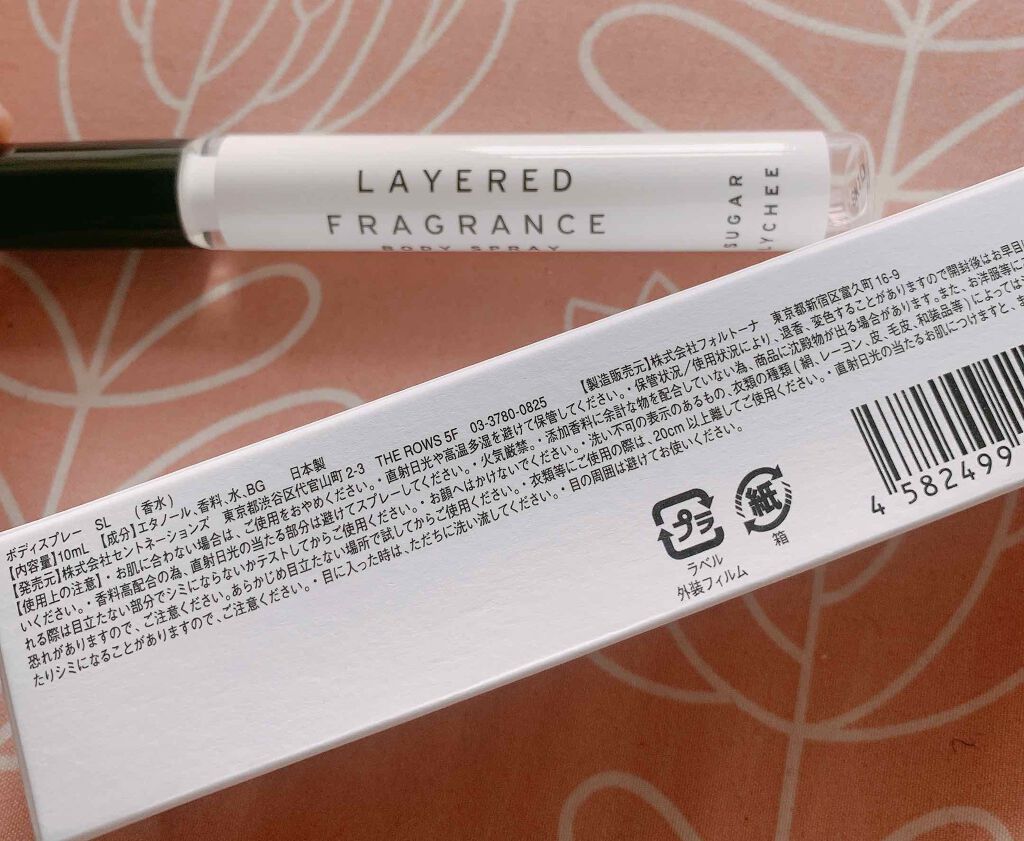 LAYERED
FRAGRANCE
BODY SPRAY
SUGAR
LYCHEE
ボディスプレー SL (香水)
【内容量】10mL 【成分】エタノール、香料、水、BG 日本製
【発売元】株式会社セントネーションズ 東京都渋谷区代官山町2-3 THE ROWS 5F 03-3780-0825 【製造販売元】株式会社フォルトーナ 東京都新宿区富久町16-9
【使用上の注意】・お肌に合わない場合は、ご使用をおやめください。・直射日光や高温多湿を避けて保管してください。・保管状況/使用状況により、退香、変色することがありますので開封後はお早目に
いください。・香料高配合の為、直射日光の当たる部分は避けてスプレーしてください。・火気厳禁。・添加香料に余計な物を配合していない為、商品に沈殿物が出る場合があります。また、お洋服等に
れる際は目立たない部分でシミにならないかテストしてからご使用ください。・お顔へはかけないでください。・洗い不可の表示のあるもの、衣類の種類(絹、レーヨン、皮、毛皮、和装品等)によっては
恐れがありますので、ご注意ください。あらかじめ目立たない場所で試してからご使用ください。・衣類等にご使用の際は、20cm以上離してご使用ください。・直射日光の当たるお肌につけますと、ま
たりシミになることがありますので、ご注意ください。・目に入った時は、ただちに洗い流してください。・目の周囲は避けてお使いください。
プラ
ラベル
外装フィルム
紙
箱
4 582499